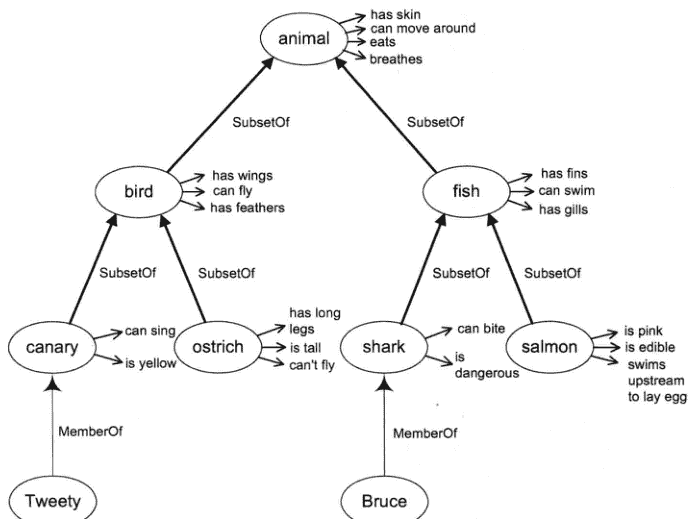 has skin
animal
can move around
eats
breathes
SubsetOf
SubsetOf
bird
has wings
can fly
has feathers
fish
has fins
can swim
has gills
SubsetOf
SubsetOf
SubsetOf
SubsetOf
canary
can sing
is yellow
ostrich
has long
legs
is tall
can't fly
shark
can bite
is
dangerous
salmon
is pink
is edible
swims
upstream
to lay egg
MemberOf
MemberOf
Tweety
Bruce